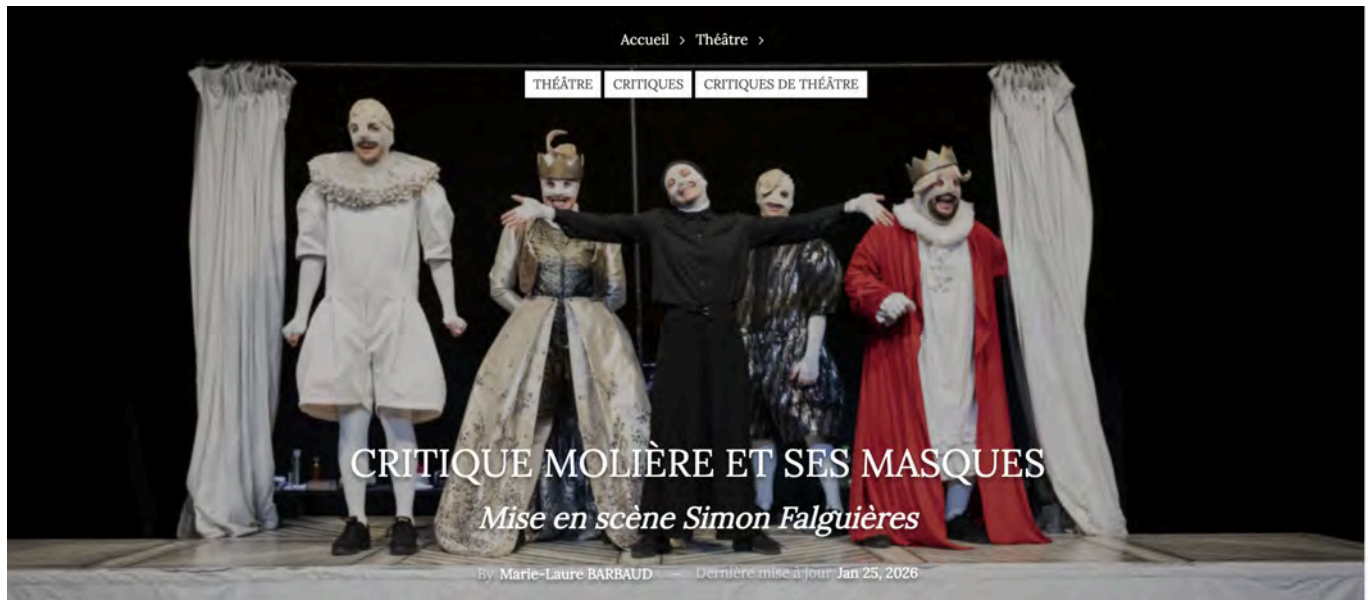 Accueil > Théâtre >
THÉÂTRE CRITIQUES CRITIQUES DE THÉÂTRE
CRITIQUE MOLIÈRE ET SES MASQUES
Mise en scène Simon Falguières
By Marie-Laure BARBAUD — Dernière mise à jour Jan 25, 2026